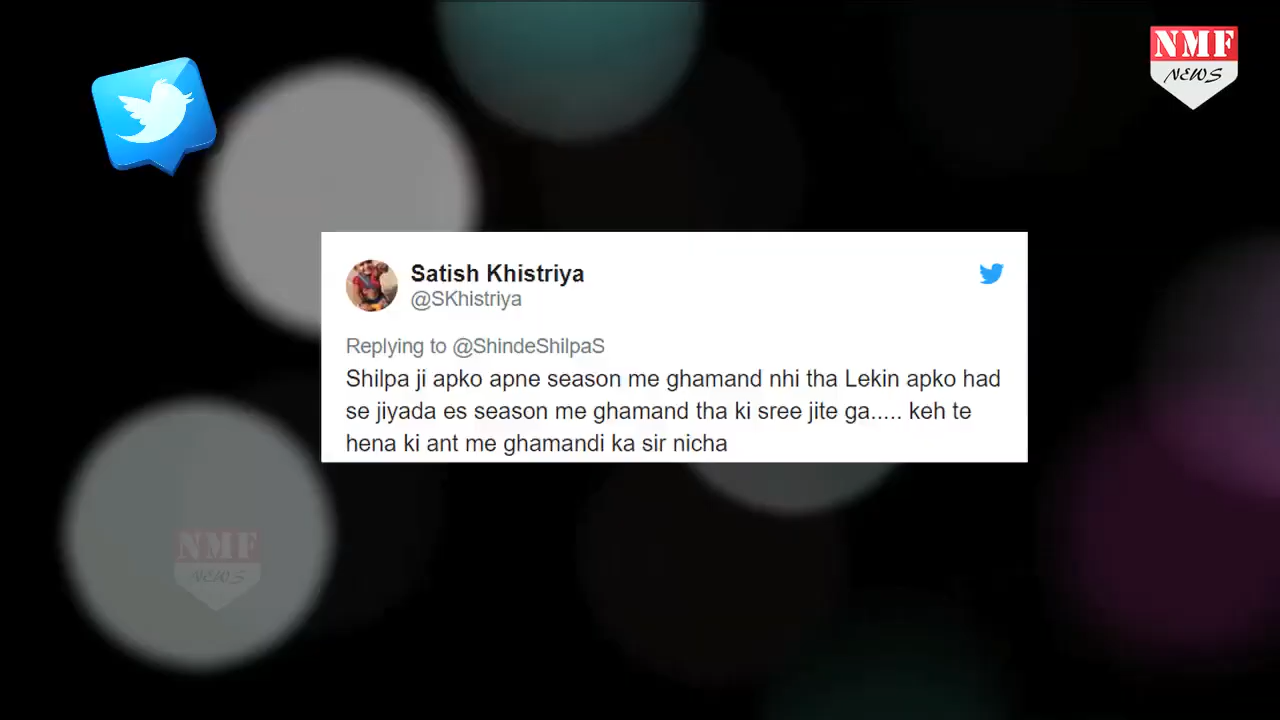 NMF
NEWS
Satish Khistriya
@SKhistriya
Replying to @ShindeShilpaS
Shilpa ji apko apne season me ghamand nhi tha Lekin apko had
se jiyada es season me ghamand tha ki sree jite ga..... keh te
hena ki ant me ghamandi ka sir nicha
NMF
NEWS